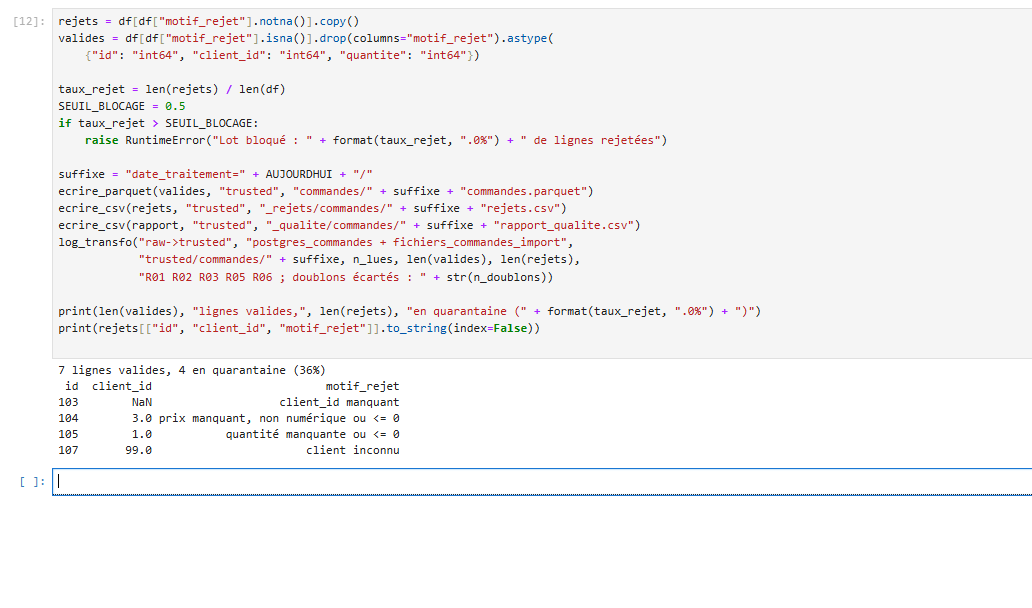 [12]: rejets = df[df["motif_rejet"].notna()].copy()
valides = df[df["motif_rejet"].isna()].drop(columns="motif_rejet").astype(
    {"id": "int64", "client_id": "int64", "quantite": "int64"})

taux_rejet = len(rejets) / len(df)
SEUIL_BLOCAGE = 0.5
if taux_rejet > SEUIL_BLOCAGE:
    raise RuntimeError("Lot bloqué : " + format(taux_rejet, ".0%") + " de lignes rejetées")

suffixe = "date_traitement=" + AUJOURDHUI + "/"
ecrire_parquet(valides, "trusted", "commandes/" + suffixe + "commandes.parquet")
ecrire_csv(rejets, "trusted", "_rejets/commandes/" + suffixe + "rejets.csv")
ecrire_csv(rapport, "trusted", "_qualite/commandes/" + suffixe + "rapport_qualite.csv")
log_transfo("raw->trusted", "postgres_commandes + fichiers_commandes_import",
            "trusted/commandes/" + suffixe, n_lues, len(valides), len(rejets),
            "R01 R02 R03 R05 R06 ; doublons écartés : " + str(n_doublons))

print(len(valides), "lignes valides,", len(rejets), "en quarantaine (" + format(taux_rejet, ".0%") + ")")
print(rejets[["id", "client_id", "motif_rejet"]].to_string(index=False))

7 lignes valides, 4 en quarantaine (36%)
 id  client_id                          motif_rejet
103        NaN                   client_id manquant
104        3.0 prix manquant, non numérique ou <= 0
105        1.0           quantité manquante ou <= 0
107       99.0                       client inconnu
[ ]: